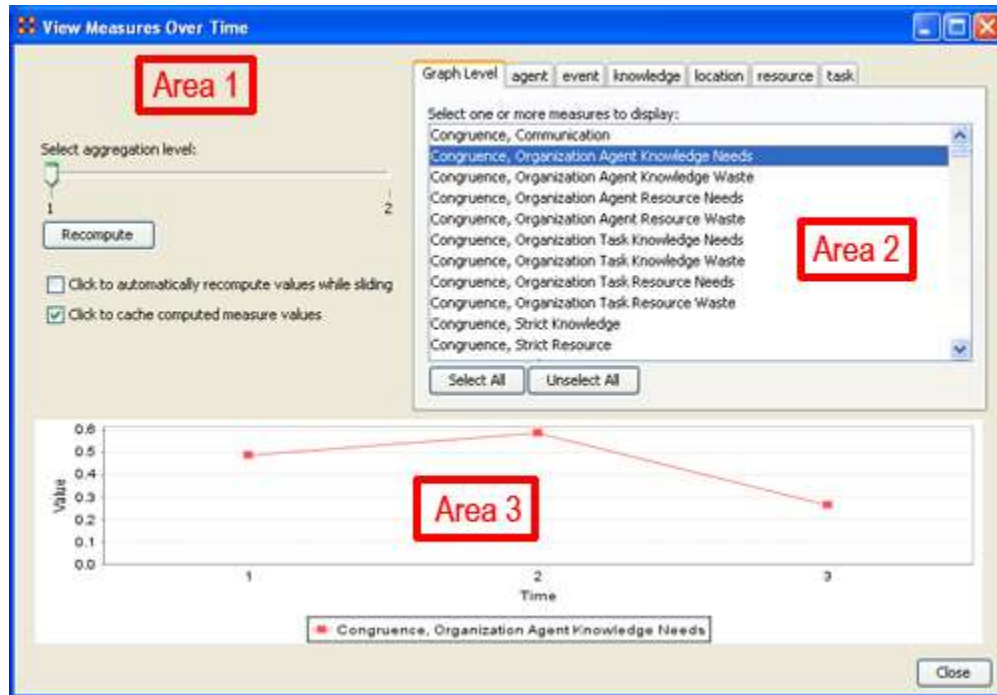 View Measures Over Time
Area 1
Select aggregation level:
1 2
Recompute
Click to automatically recompute values while sliding
Click to cache computed measure values
Graph Level agent event knowledge location resource task
Select one or more measures to display:
Congruence, Communication
Congruence, Organization Agent Knowledge Needs
Congruence, Organization Agent Knowledge Waste
Congruence, Organization Agent Resource Needs
Congruence, Organization Agent Resource Waste
Congruence, Organization Task Knowledge Needs
Congruence, Organization Task Knowledge Waste
Congruence, Organization Task Resource Needs
Congruence, Organization Task Resource Waste
Congruence, Strict Knowledge
Congruence, Strict Resource
Area 2
Select All Unselect All
0.6
0.5
0.4
0.3
0.2
0.1
0.0
Value
Area 3
1 2 3
Time
Congruence, Organization Agent Knowledge Needs
Close